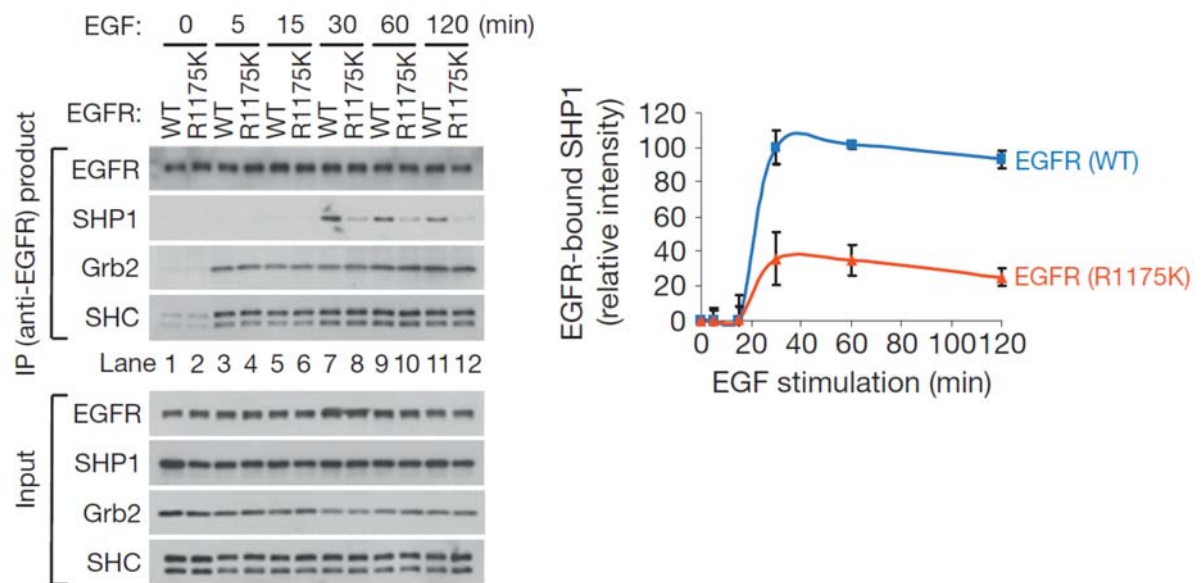 EGF: 0 5 15 30 60 120 (min)
EGFR: WT R1175K WT R1175K WT R1175K WT R1175K WT R1175K WT R1175K
IP (anti-EGFR) product
EGFR
SHP1
Grb2
SHC
Lane 1 2 3 4 5 6 7 8 9 10 11 12
Input
EGFR
SHP1
Grb2
SHC
EGFR-bound SHP1
(relative intensity)
120
100
80
60
40
20
0
0 20 40 60 80 100 120
EGF stimulation (min)
EGFR (WT)
EGFR (R1175K)